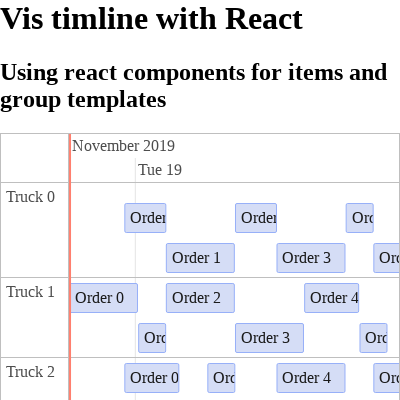 Vis timline with React
Using react components for items and
group templates
November 2019
Tue 19
Truck 0
Order
Order
Orc
Order 1
Order 3
Orc
Truck 1
Order 0
Order 2
Order 4
Orc
Order 3
Orc
Truck 2
Order 0
Orc
Order 4
Orc